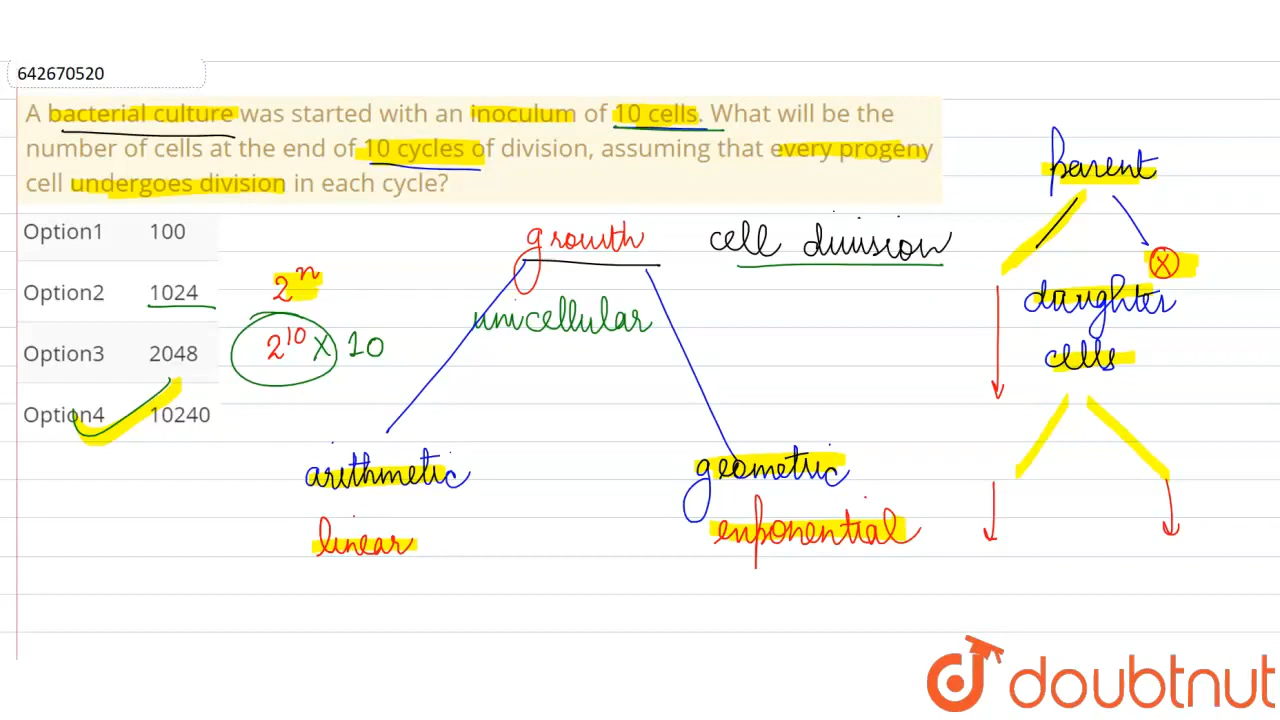 642670520
A bacterial culture was started with an inoculum of 10 cells. What will be the
number of cells at the end of 10 cycles of division, assuming that every progeny
cell undergoes division in each cycle?
Option1 100
Option2 1024
Option3 2048
Option4 10240
2ⁿ
2¹⁰ × 10
growth
unicellular
arithmetic
linear
geometric
exponential
cell division
parent
X
daughter
cells
doubtnut